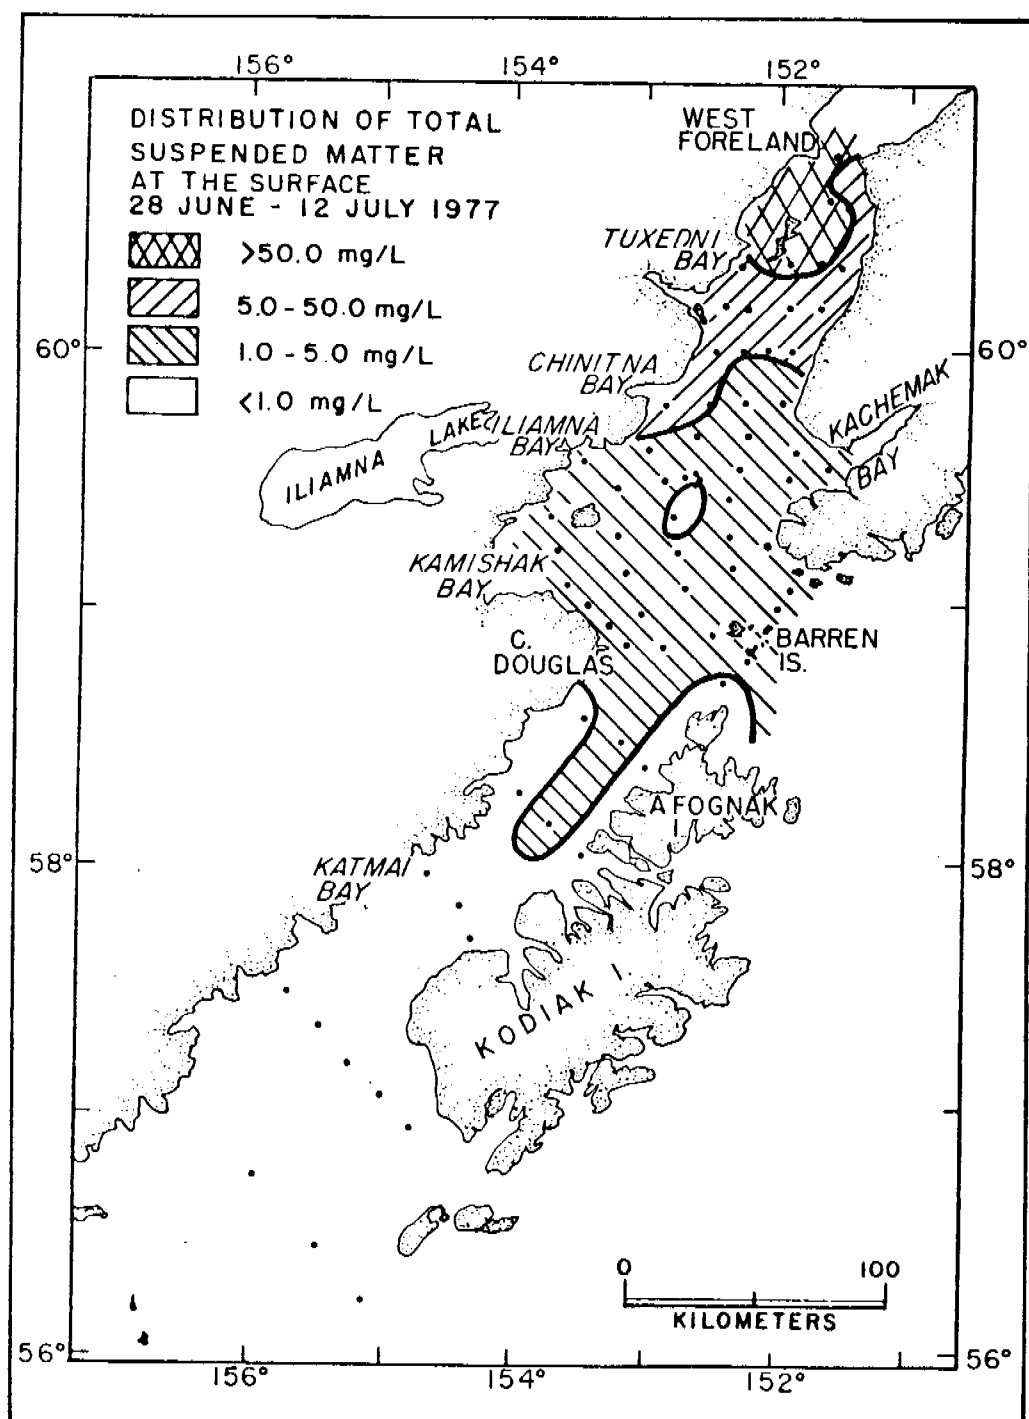 156°
154°
152°
DISTRIBUTION OF TOTAL
SUSPENDED MATTER
AT THE SURFACE
28 JUNE - 12 JULY 1977
>50.0 mg/L
5.0-50.0 mg/L
1.0-5.0 mg/L
<1.0 mg/L
WEST
FORELAND
TUXEDNI
BAY
60°
60°
CHINITNA
BAY
KACHEMAK
BAY
LAKE
ILIAMNA
ILIAMNA
BAY
KAMISHAK
BAY
C.
DOUGLAS
BARREN
IS.
AFOGNAK
I.
58°
58°
KATMAI
BAY
KODIAK I
0
100
KILOMETERS
56°
56°
156°
154°
152°